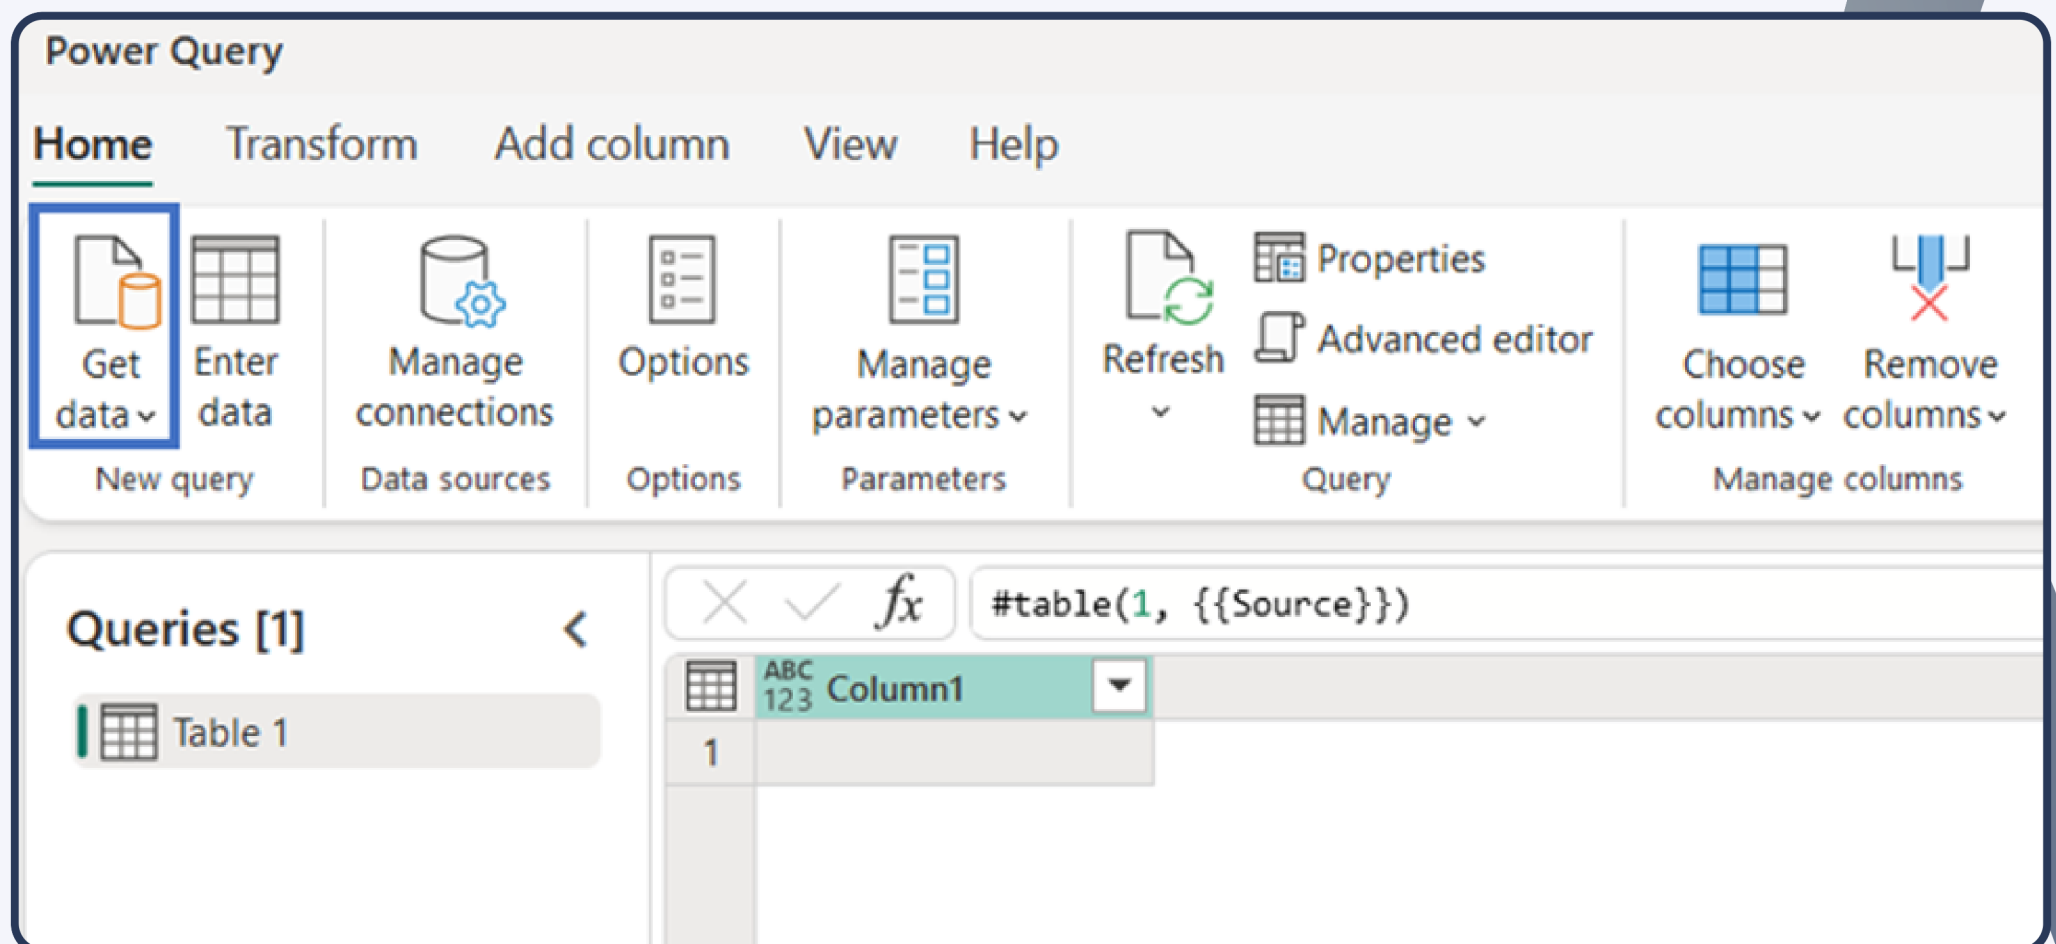 Power Query
Home Transform Add column View Help
Get data
Enter data
Manage connections
Options
Manage parameters
Refresh
Properties
Advanced editor
Manage
Choose columns
Remove columns
New query
Data sources
Options
Parameters
Query
Manage columns
Queries [1]
fx
#table(1, {{Source}})
Table 1
ABC
123
Column1
1